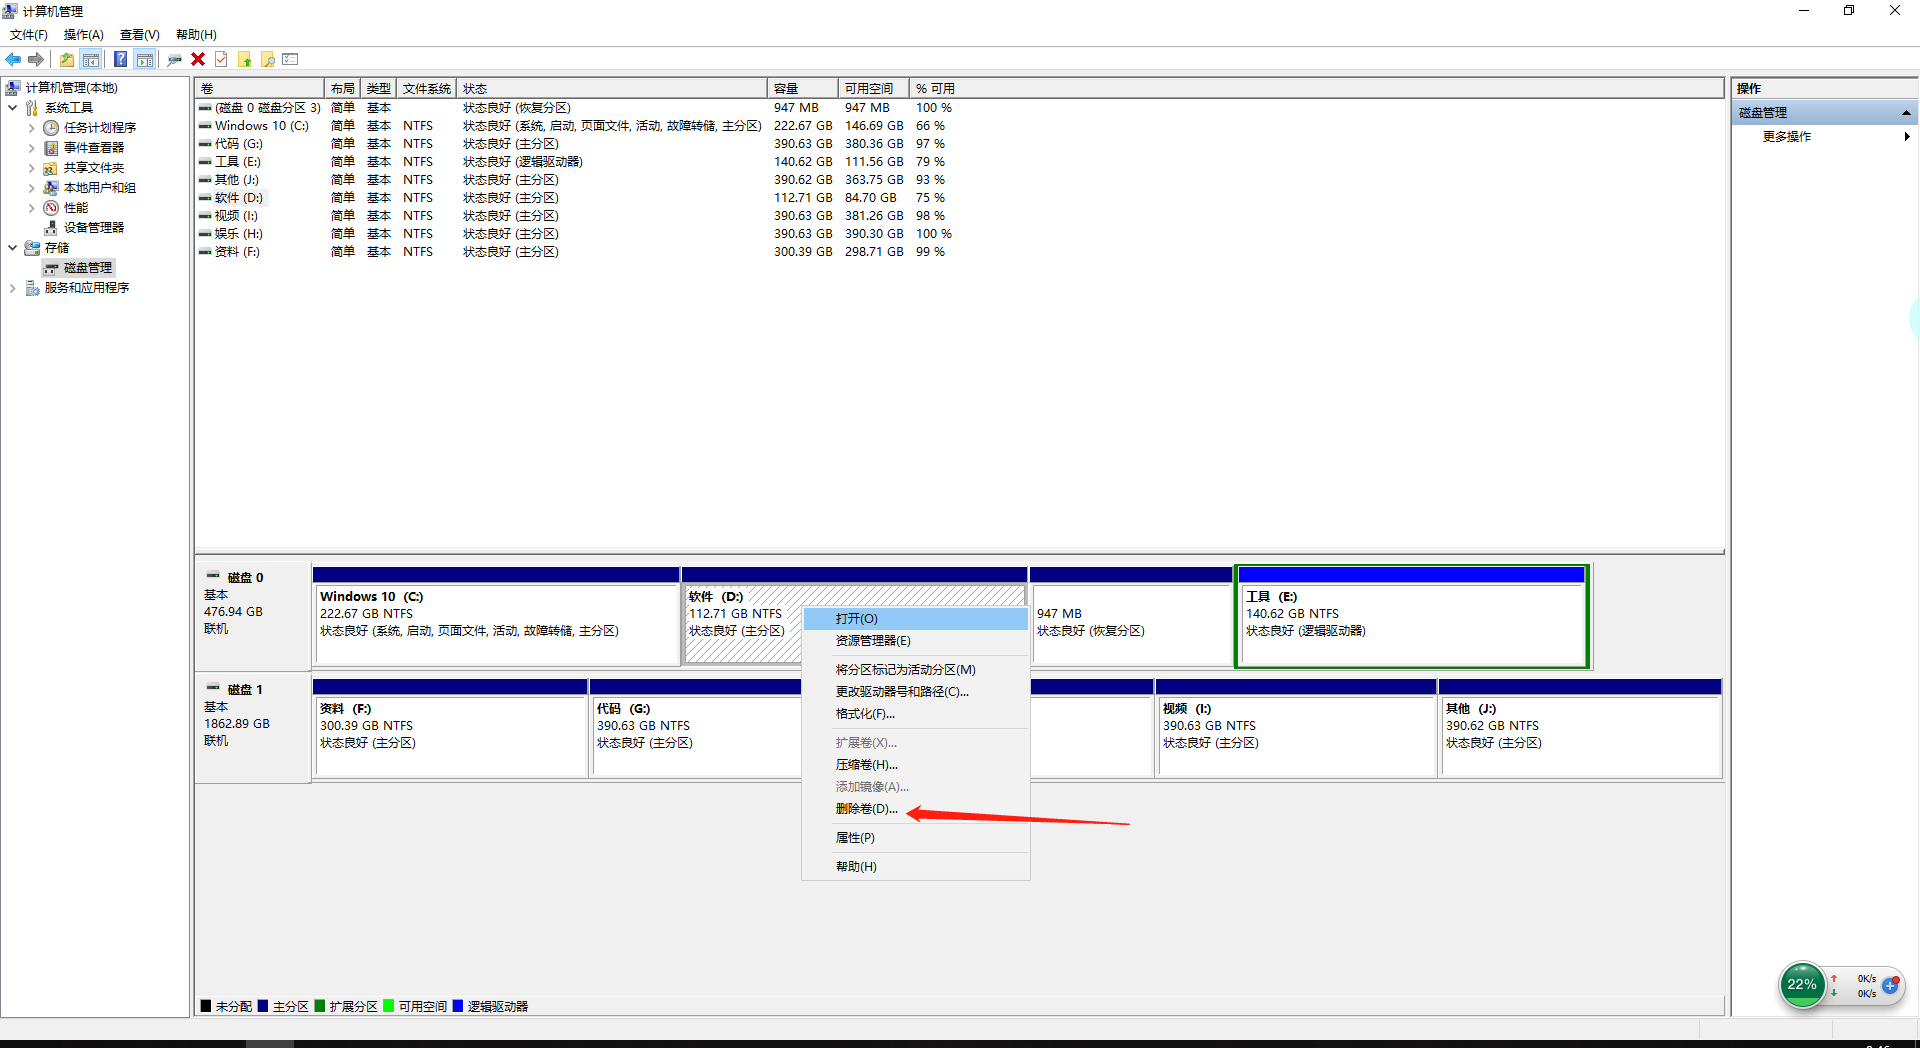 计算机管理
文件(F) 操作(A) 查看(V) 帮助(H)
计算机管理(本地)
系统工具
任务计划程序
事件查看器
共享文件夹
本地用户和组
性能
设备管理器
存储
磁盘管理
服务和应用程序
卷 布局 类型 文件系统 状态 容量 可用空间 % 可用
(磁盘 0 磁盘分区 3) 简单 基本 状态良好 (恢复分区) 947 MB 947 MB 100 %
Windows 10 (C:) 简单 基本 NTFS 状态良好 (系统, 启动, 页面文件, 活动, 故障转储, 主分区) 222.67 GB 146.69 GB 66 %
代码 (G:) 简单 基本 NTFS 状态良好 (主分区) 390.63 GB 380.36 GB 97 %
工具 (E:) 简单 基本 NTFS 状态良好 (逻辑驱动器) 140.62 GB 111.56 GB 79 %
其他 (J:) 简单 基本 NTFS 状态良好 (主分区) 390.62 GB 363.75 GB 93 %
软件 (D:) 简单 基本 NTFS 状态良好 (主分区) 112.71 GB 84.70 GB 75 %
视频 (I:) 简单 基本 NTFS 状态良好 (主分区) 390.63 GB 381.26 GB 98 %
娱乐 (H:) 简单 基本 NTFS 状态良好 (主分区) 390.63 GB 390.30 GB 100 %
资料 (F:) 简单 基本 NTFS 状态良好 (主分区) 300.39 GB 298.71 GB 99 %
操作
磁盘管理
更多操作
磁盘 0
基本
476.94 GB
联机
Windows 10 (C:)
222.67 GB NTFS
状态良好 (系统, 启动, 页面文件, 活动, 故障转储, 主分区)
软件 (D:)
112.71 GB NTFS
状态良好 (主分区)
947 MB
状态良好 (恢复分区)
工具 (E:)
140.62 GB NTFS
状态良好 (逻辑驱动器)
磁盘 1
基本
1862.89 GB
联机
资料 (F:)
300.39 GB NTFS
状态良好 (主分区)
代码 (G:)
390.63 GB NTFS
状态良好 (主分区)
视频 (I:)
390.63 GB NTFS
状态良好 (主分区)
其他 (J:)
390.62 GB NTFS
状态良好 (主分区)
打开(O)
资源管理器(E)
将分区标记为活动分区(M)
更改驱动器号和路径(C)...
格式化(F)...
扩展卷(X)...
压缩卷(H)...
添加镜像(A)...
删除卷(D)...
属性(P)
帮助(H)
未分配 主分区 扩展分区 可用空间 逻辑驱动器
22%
0K/s
0K/s